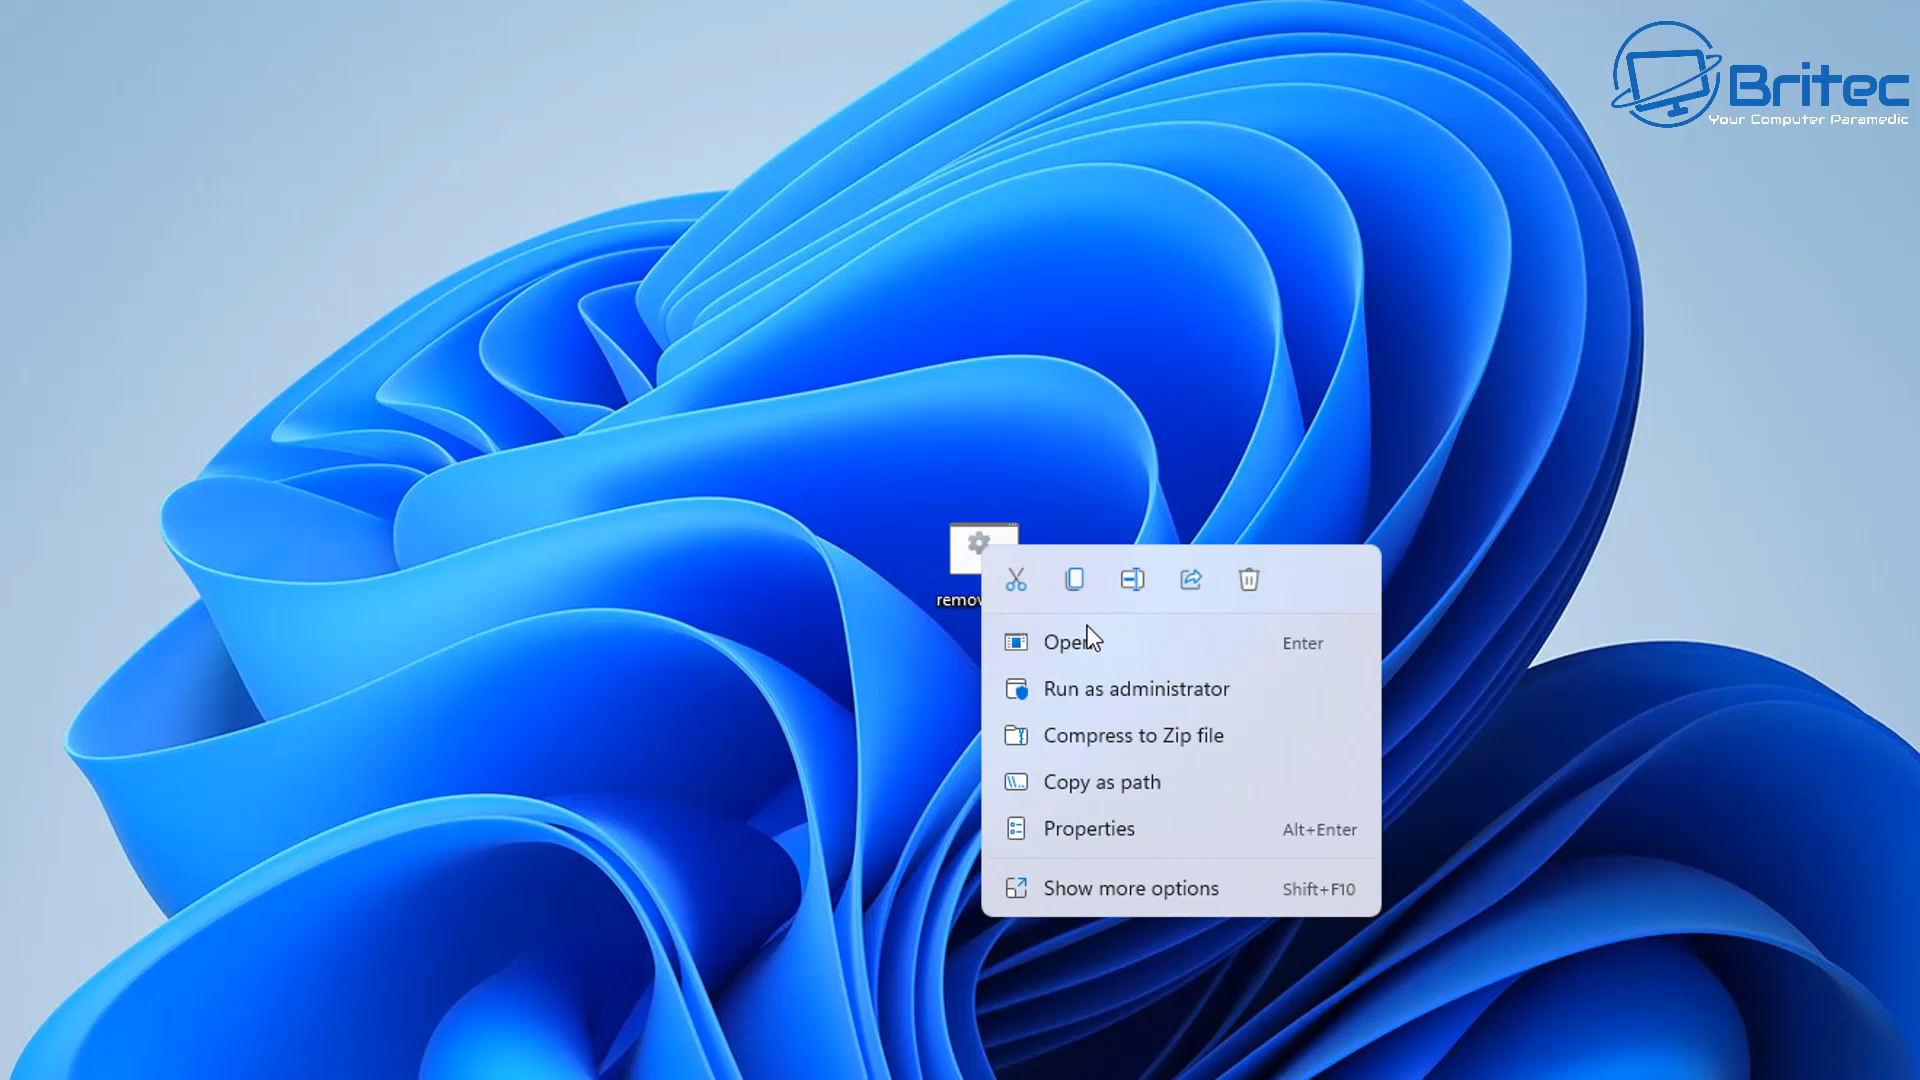 Britec
Your Computer Paramedic
Open Enter
Run as administrator
Compress to Zip file
Copy as path
Properties Alt+Enter
Show more options Shift+F10